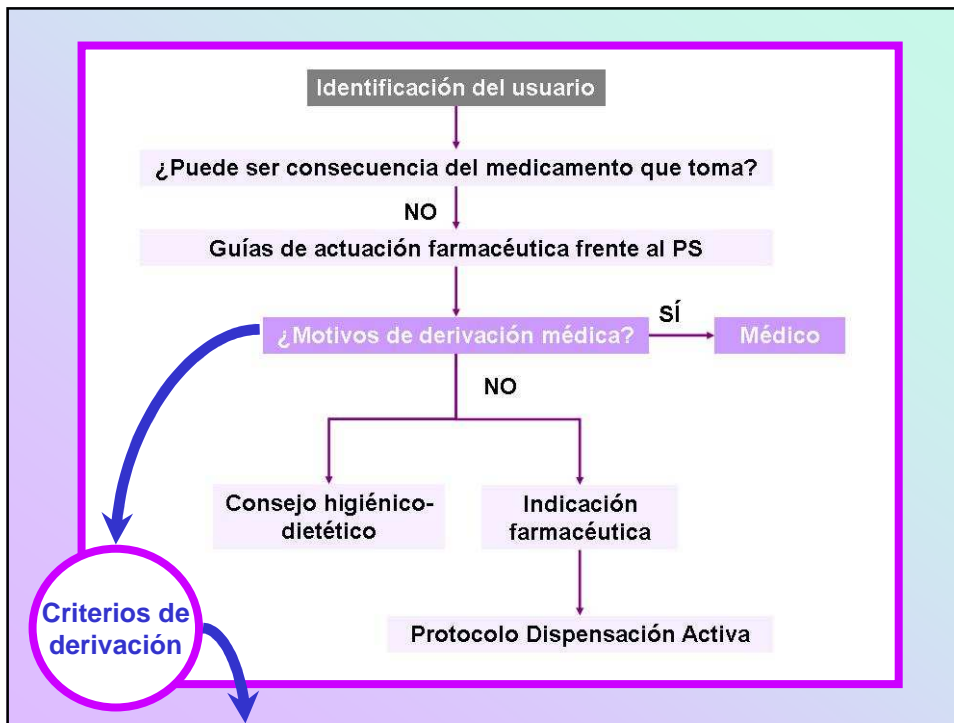 Identificación del usuario
¿Puede ser consecuencia del medicamento que toma?
NO
Guías de actuación farmacéutica frente al PS
¿Motivos de derivación médica?
SÍ
Médico
NO
Consejo higiénico-
dietético
Indicación
farmacéutica
Criterios de
derivación
Protocolo Dispensación Activa